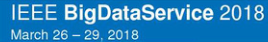 IEEE BigDataService 2018
March 26 – 29, 2018